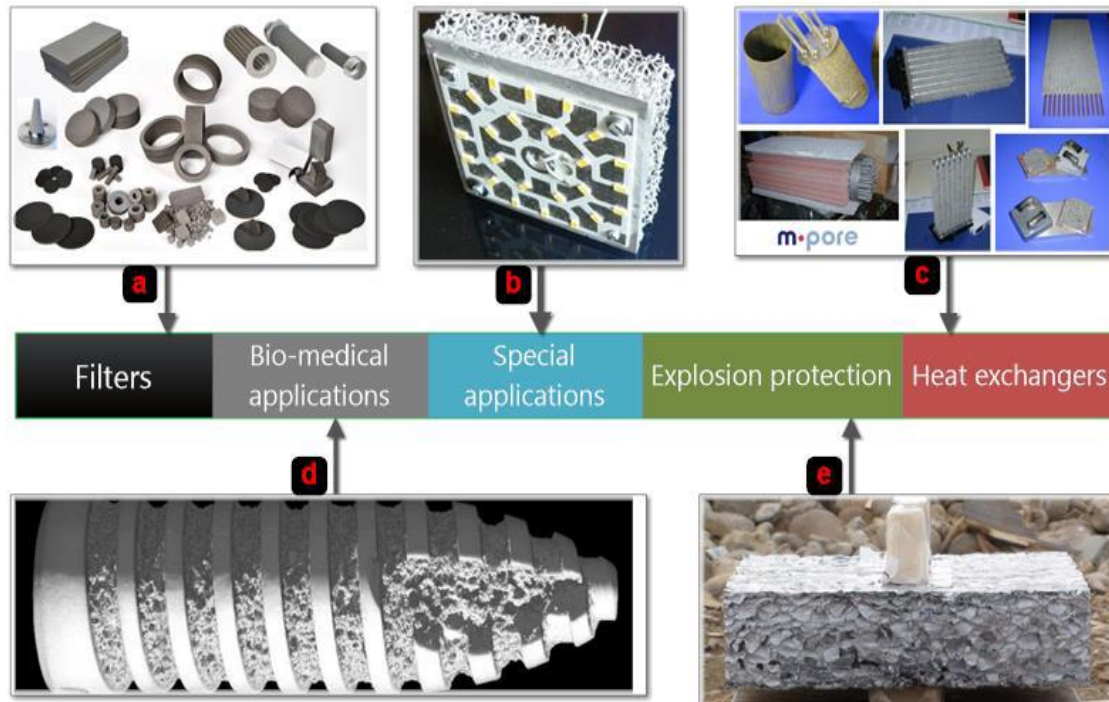 a
b
c
m•pore
Filters
Bio-medical
applications
Special
applications
Explosion protection
Heat exchangers
d
e